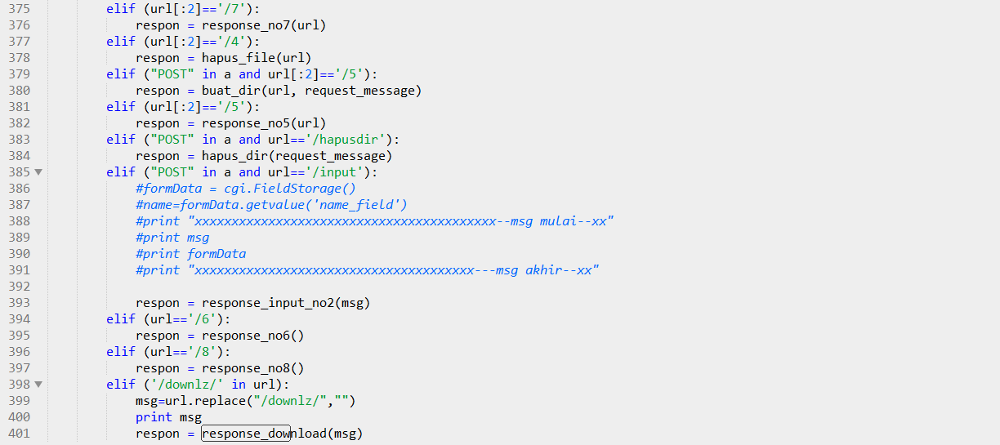 375 elif (url[:2]=='/7'):
376 respon = response_no7(url)
377 elif (url[:2]=='/4'):
378 respon = hapus_file(url)
379 elif ("POST" in a and url[:2]=='/5'):
380 respon = buat_dir(url, request_message)
381 elif (url[:2]=='/5'):
382 respon = response_no5(url)
383 elif ("POST" in a and url=='/hapusdir'):
384 respon = hapus_dir(request_message)
385 elif ("POST" in a and url=='/input'):
386 #formData = cgi.FieldStorage()
387 #name=formData.getvalue('name_field')
388 #print "xxxxxxxxxxxxxxxxxxxxxxxxxxxxxxxxxxxxxxxxx--msg mulai--xx"
389 #print msg
390 #print formData
391 #print "xxxxxxxxxxxxxxxxxxxxxxxxxxxxxxxxxxxxxx---msg akhir--xx"
392
393 respon = response_input_no2(msg)
394 elif (url=='/6'):
395 respon = response_no6()
396 elif (url=='/8'):
397 respon = response_no8()
398 elif ('/downlz/' in url):
399 msg=url.replace("/downlz/","")
400 print msg
401 respon = response_download(msg)